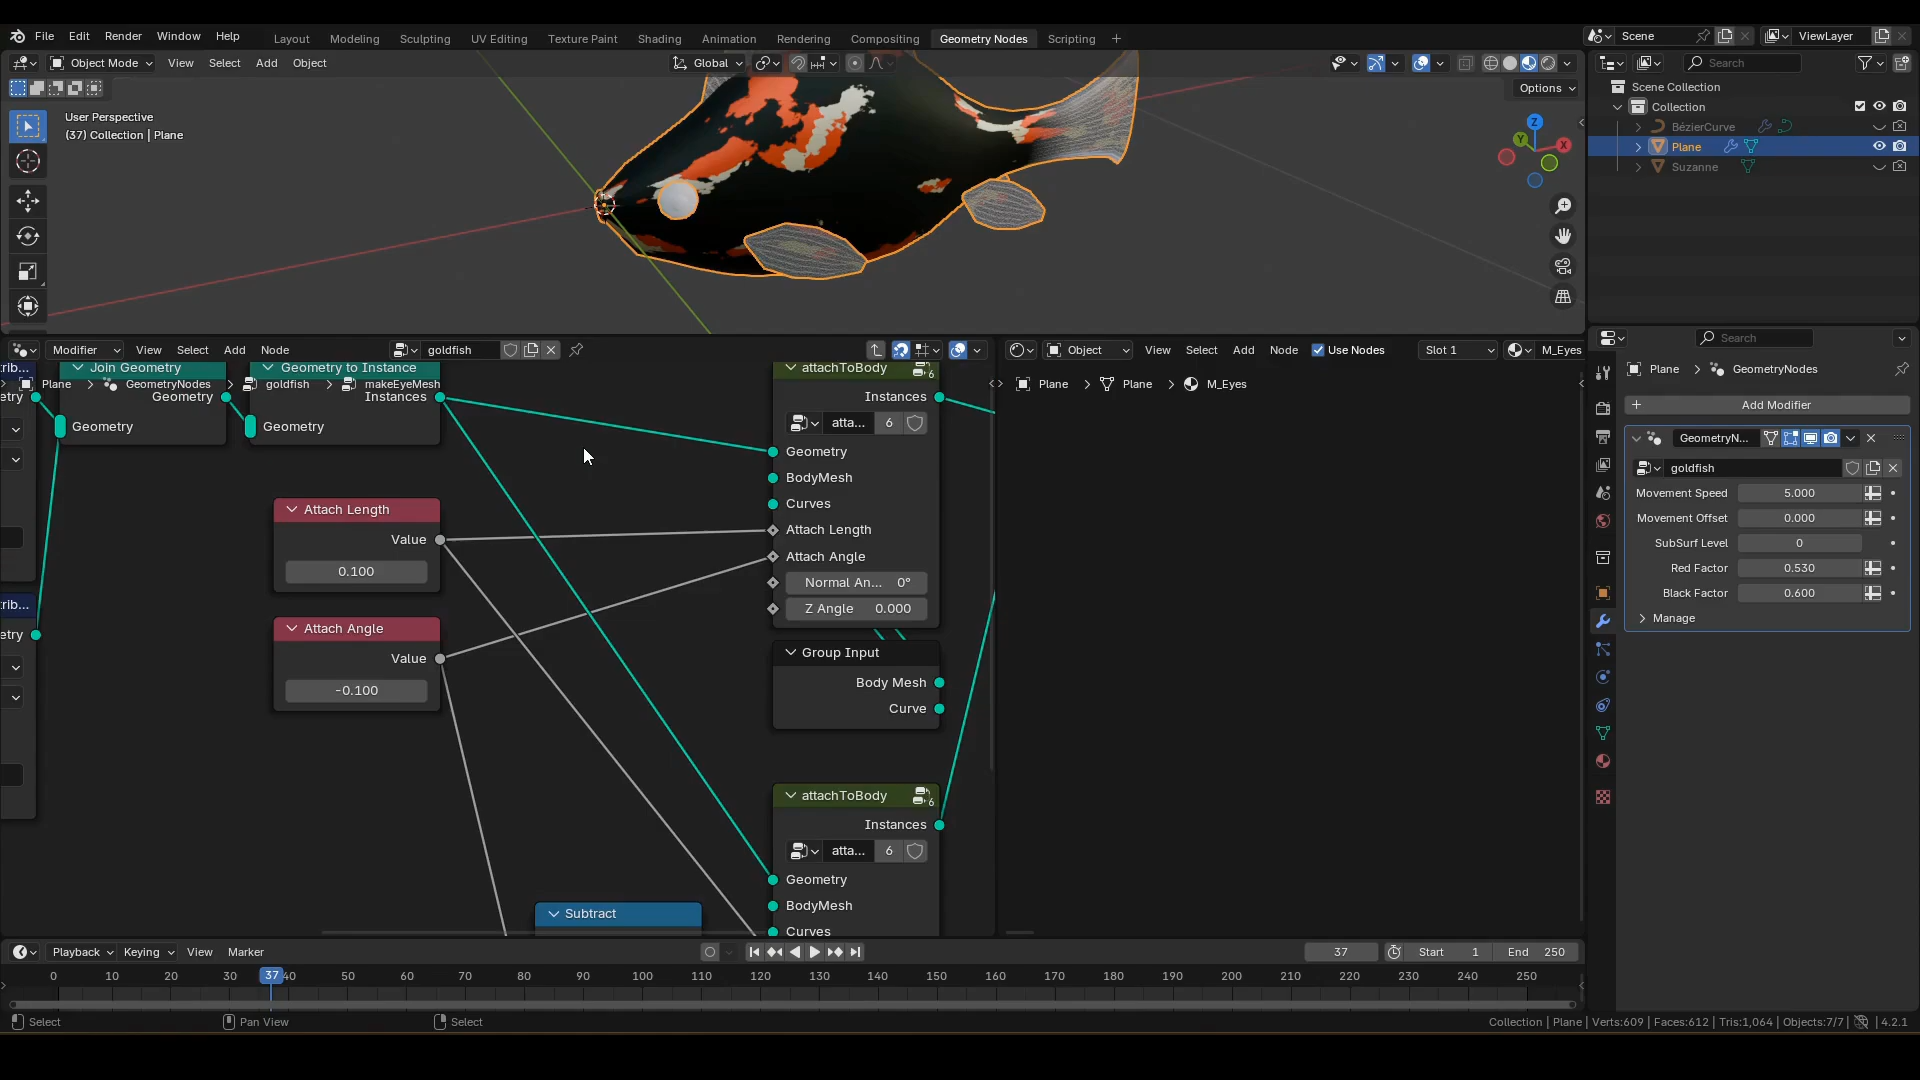 File Edit Render Window Help Layout Modeling Sculpting UV Editing Texture Paint Shading Animation Rendering Compositing Geometry Nodes Scripting + Scene ViewLayer
Object Mode View Select Add Object Global Search
Options
User Perspective
(37) Collection | Plane
Z
Y
X
Scene Collection
Collection
BézierCurve
Plane
Suzanne
Modifier View Select Add Node goldfish
Plane > GeometryNodes > goldfish > makeEyeMesh
Join Geometry
Geometry
Geometry
Geometry to Instance
Instances
Geometry
Attach Length
Value
0.100
Attach Angle
Value
-0.100
Subtract
attachToBody 6
Instances
atta... 6
Geometry
BodyMesh
Curves
Attach Length
Attach Angle
Normal An... 0°
Z Angle 0.000
Group Input
Body Mesh
Curve
attachToBody 6
Instances
atta... 6
Geometry
BodyMesh
Curves
trib...
etry
trib...
etry
Object View Select Add Node Use Nodes Slot 1 M_Eyes
Plane > Plane > M_Eyes
Search
Plane > GeometryNodes
+ Add Modifier
GeometryN...
goldfish
Movement Speed 5.000
Movement Offset 0.000
SubSurf Level 0
Red Factor 0.530
Black Factor 0.600
Manage
Playback Keying View Marker 37 Start 1 End 250
0 10 20 30 37 40 50 60 70 80 90 100 110 120 130 140 150 160 170 180 190 200 210 220 230 240 250
Select Pan View Select Collection | Plane | Verts:609 | Faces:612 | Tris:1,064 | Objects:7/7 | 4.2.1